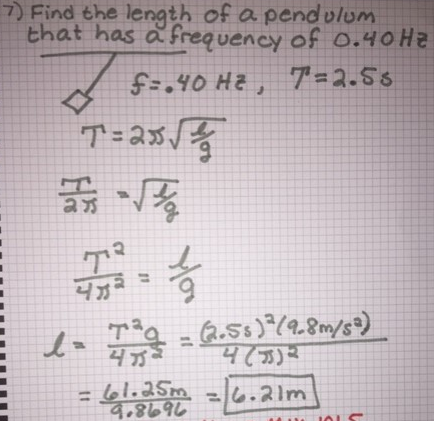 7) Find the length of a pendulum
that has a frequency of 0.40 Hz
f = .40 Hz, T = 2.5s
T = 2π√(l/g)
T/2π = √(l/g)
T²/4π² = l/g
l = T²g/4π² = (2.5s)²(9.8m/s²)/4(π)²
= 61.25m/9.8696 = 6.21m